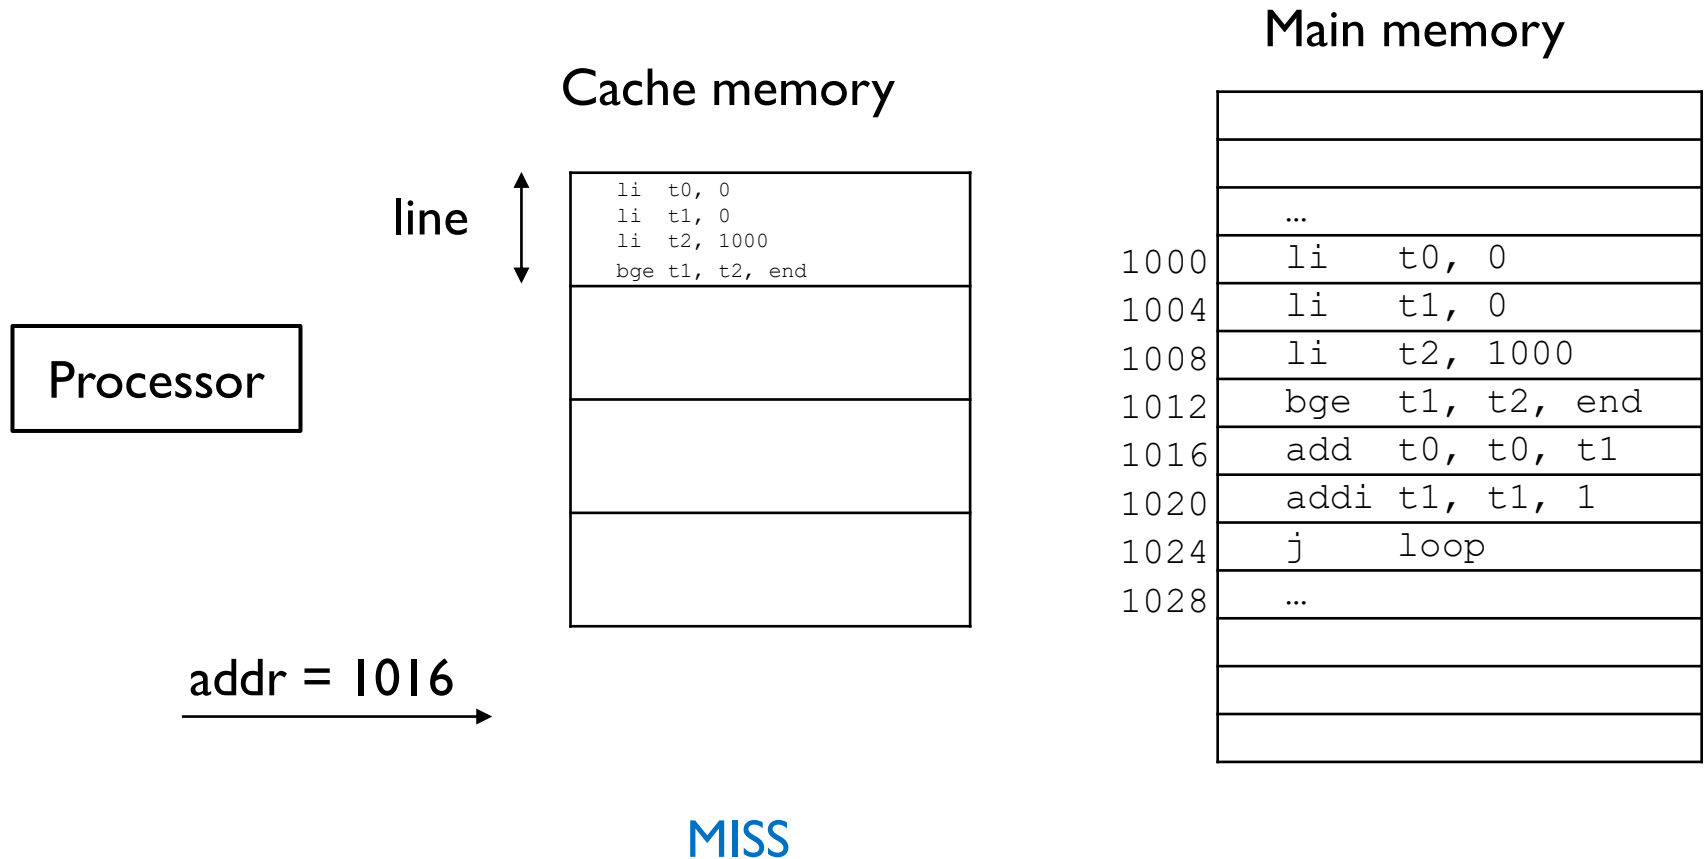 Main memory
Cache memory
line
li t0, 0
li t1, 0
li t2, 1000
bge t1, t2, end
Processor
addr = 1016
MISS
…
1000 li t0, 0
1004 li t1, 0
1008 li t2, 1000
1012 bge t1, t2, end
1016 add t0, t0, t1
1020 addi t1, t1, 1
1024 j loop
1028 …